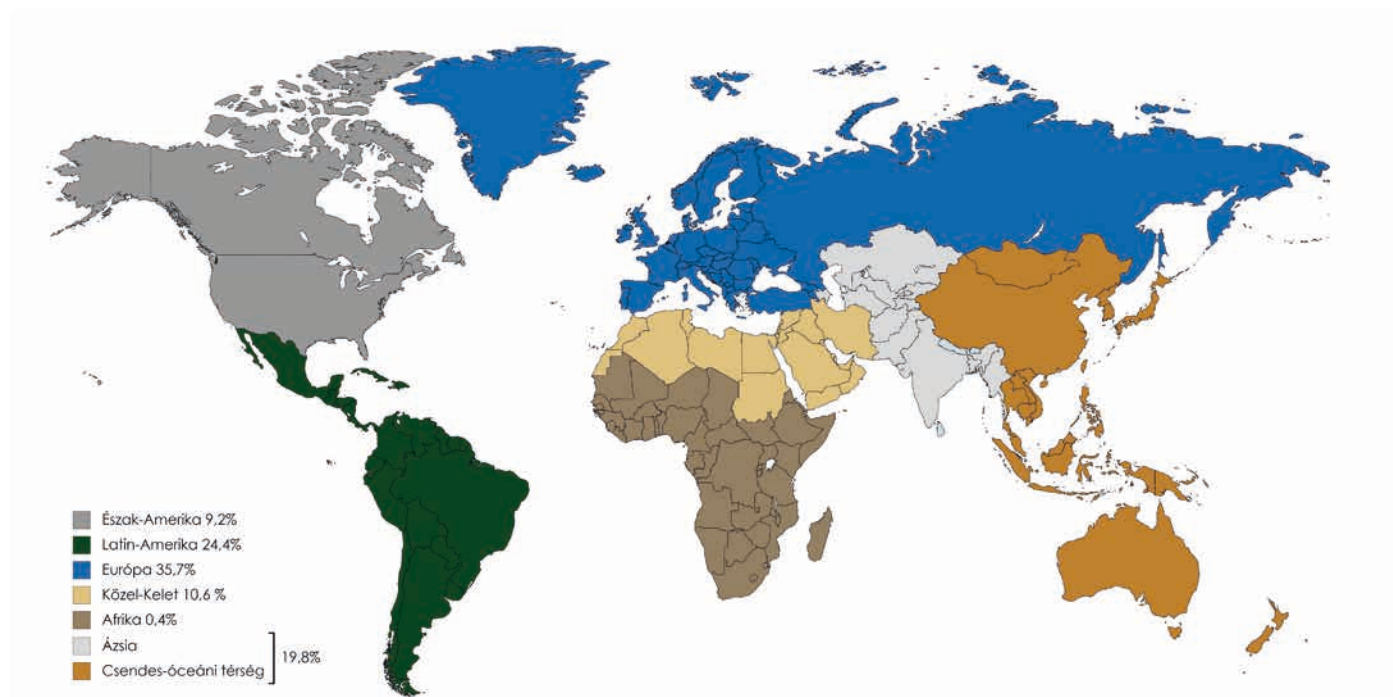 Észak-Amerika 9,2%
Latin-Amerika 24,4%
Európa 35,7%
Közel-Kelet 10,6 %
Afrika 0,4%
Ázsia
Csendes-óceáni térség
19,8%